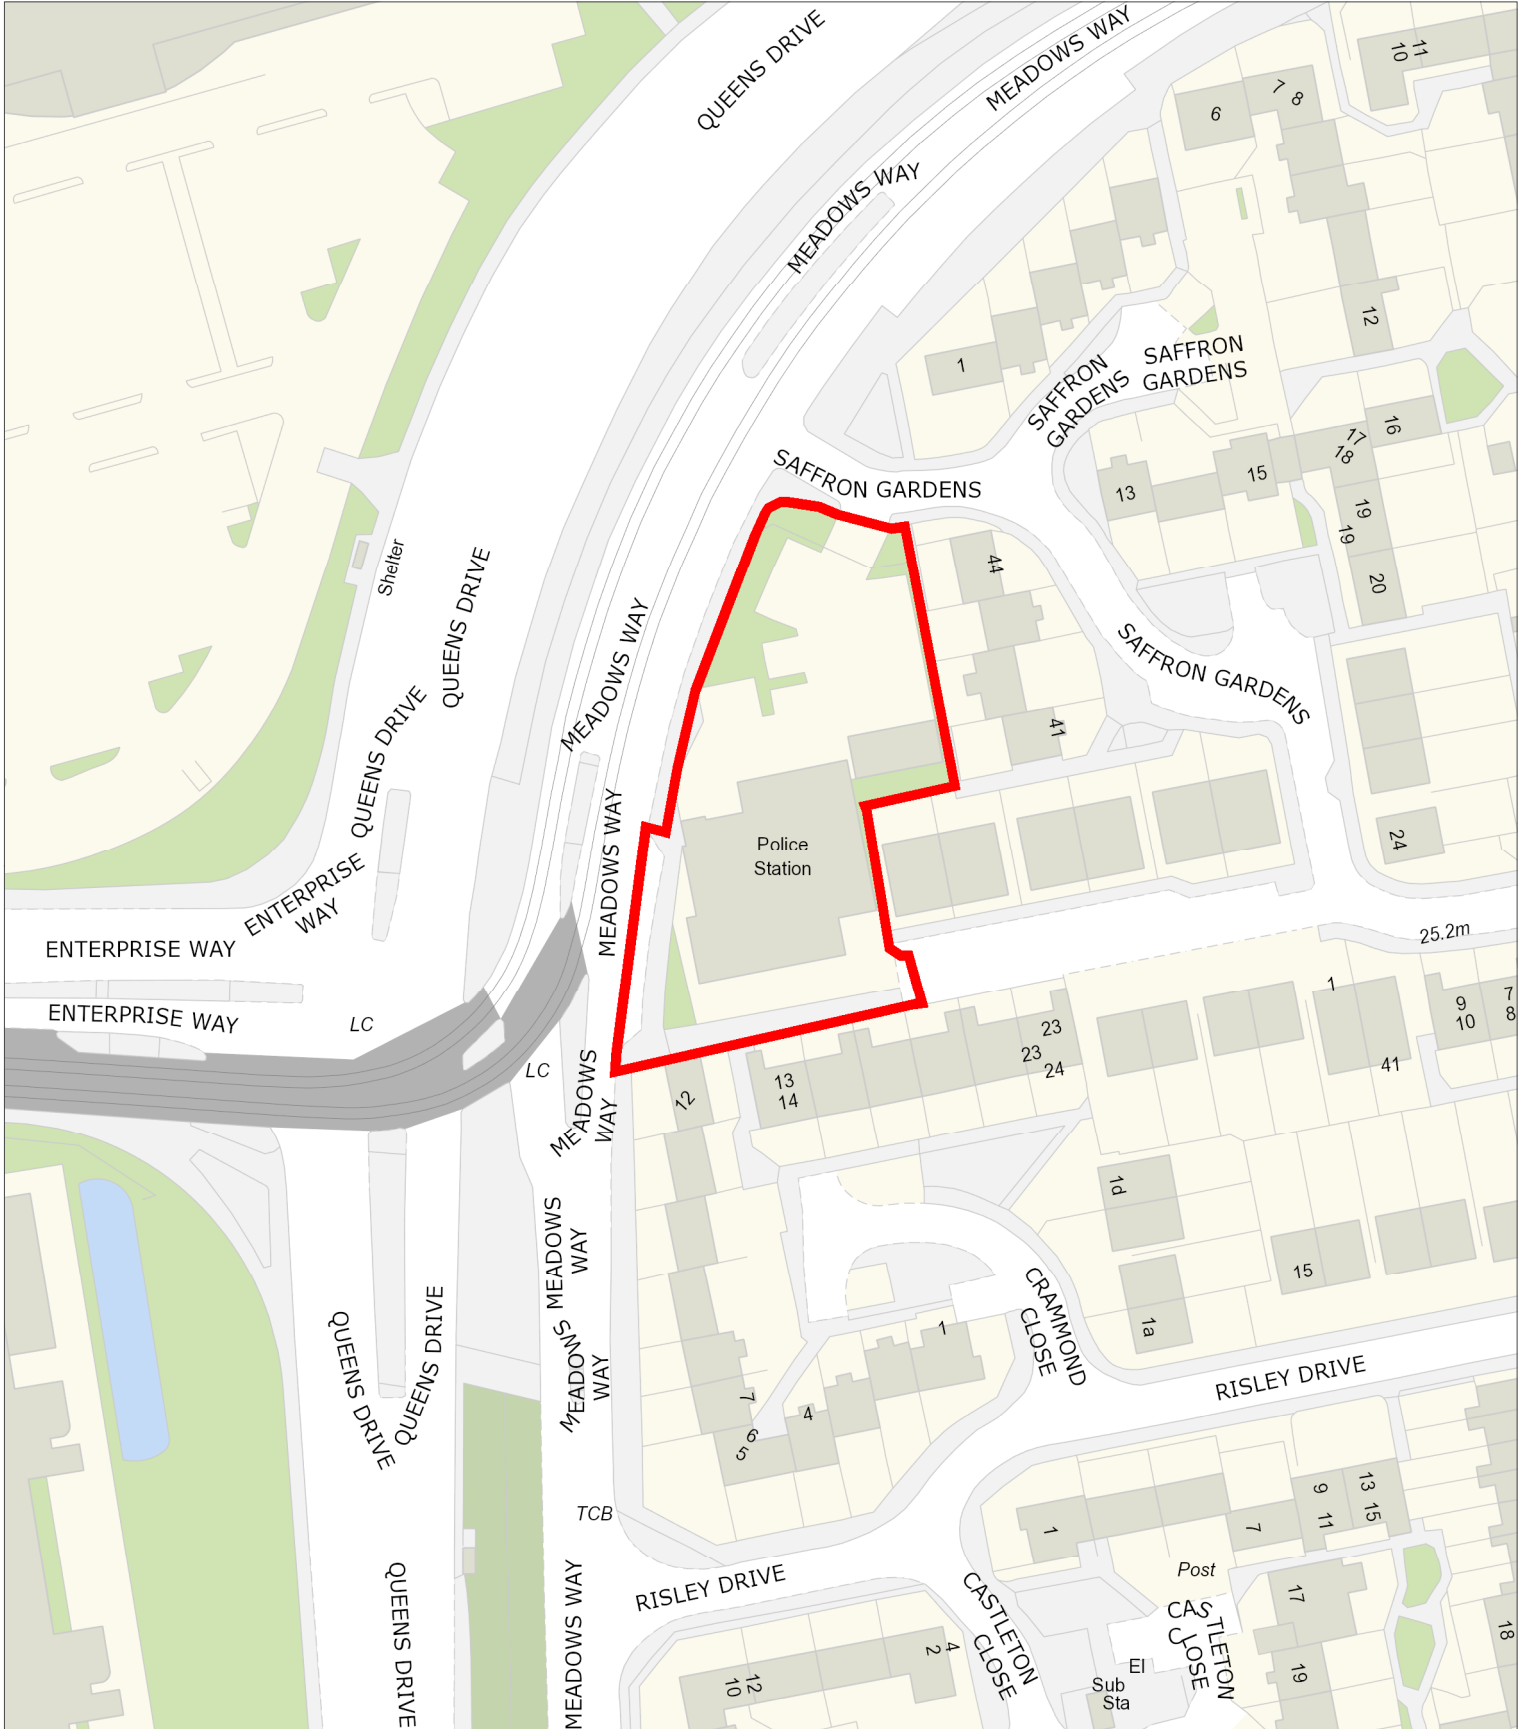 QUEENS DRIVE
MEADOWS WAY
10
11
7
8
6
MEADOWS WAY
12
1
SAFFRON
GARDENS
SAFFRON
GARDENS
16
17
18
15
13
SAFFRON GARDENS
19
19
20
44
Shelter
QUEENS DRIVE
MEADOWS WAY
SAFFRON GARDENS
41
QUEENS DRIVE
MEADOWS WAY
Police
Station
24
ENTERPRISE
WAY
ENTERPRISE WAY
25.2m
ENTERPRISE WAY
LC
1
9
10
7
8
23
23
24
41
LC
MEADOWS
WAY
12
13
14
1d
MEADOWS
WAY
15
1a
CRAMMOND
CLOSE
1
QUEENS DRIVE
QUEENS DRIVE
MEADOWS
WAY
RISLEY DRIVE
7
6
5
4
TCB
1
7
9
11
13
15
Post
RISLEY DRIVE
CASTLETON
CLOSE
CASTLETON
CLOSE
17
18
19
QUEENS DRIVE
MEADOWS WAY
10
12
2
4
El
Sub
Sta